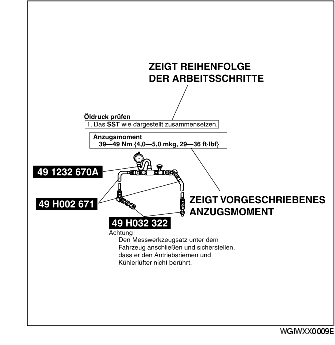 ZEIGT REIHENFOLGE
DER ARBEITSSCHRITTE
Öldruck prüfen
1. Das SST wie dargestellt zusammensetzen.
Anzugsmoment
39—49 Nm {4,0—5,0 mkg, 29—36 ft·lbf}
49 1232 670A
49 H002 671
ZEIGT VORGESCHRIEBENES
ANZUGSMOMENT
49 H032 322
Achtung
Den Messwerkzeugsatz unter dem
Fahrzeug anschließen und sicherstellen,
dass er den Antriebsriemen und
Kühlerlüfter nicht berührt.
WGIWXX0009E